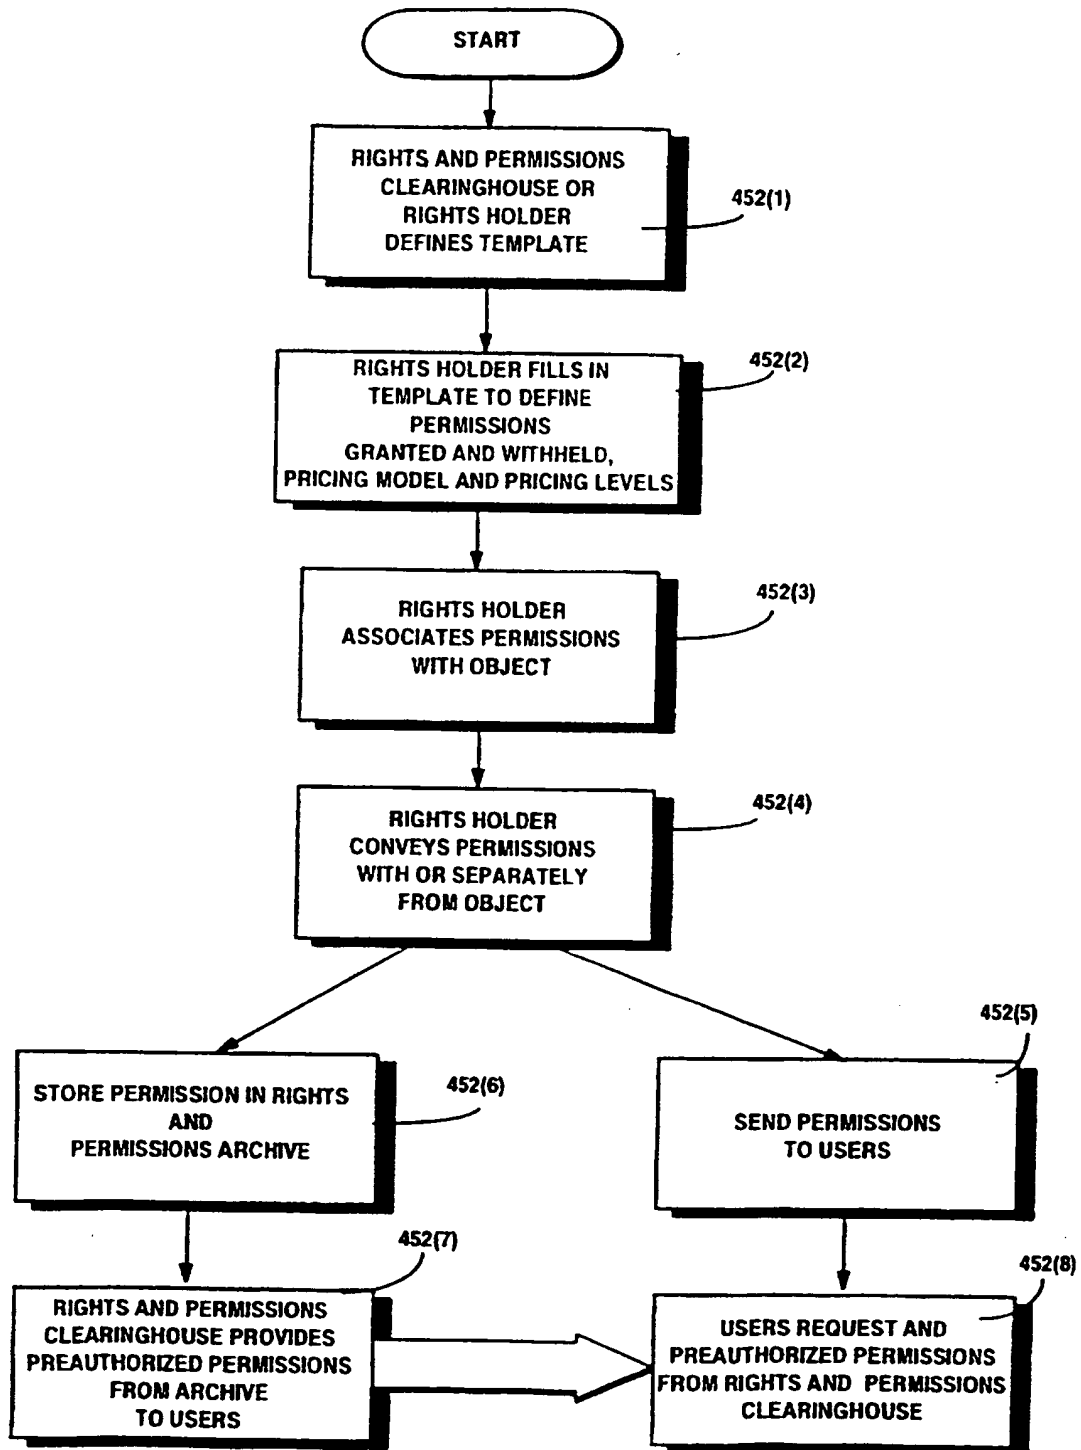 START
RIGHTS AND PERMISSIONS
CLEARINGHOUSE OR
RIGHTS HOLDER
DEFINES TEMPLATE
452(1)
RIGHTS HOLDER FILLS IN
TEMPLATE TO DEFINE
PERMISSIONS
GRANTED AND WITHHELD,
PRICING MODEL AND PRICING LEVELS
452(2)
RIGHTS HOLDER
ASSOCIATES PERMISSIONS
WITH OBJECT
452(3)
RIGHTS HOLDER
CONVEYS PERMISSIONS
WITH OR SEPARATELY
FROM OBJECT
452(4)
STORE PERMISSION IN RIGHTS
AND
PERMISSIONS ARCHIVE
452(6)
SEND PERMISSIONS
TO USERS
452(5)
RIGHTS AND PERMISSIONS
CLEARINGHOUSE PROVIDES
PREAUTHORIZED PERMISSIONS
FROM ARCHIVE
TO USERS
452(7)
USERS REQUEST AND
PREAUTHORIZED PERMISSIONS
FROM RIGHTS AND PERMISSIONS
CLEARINGHOUSE
452(8)